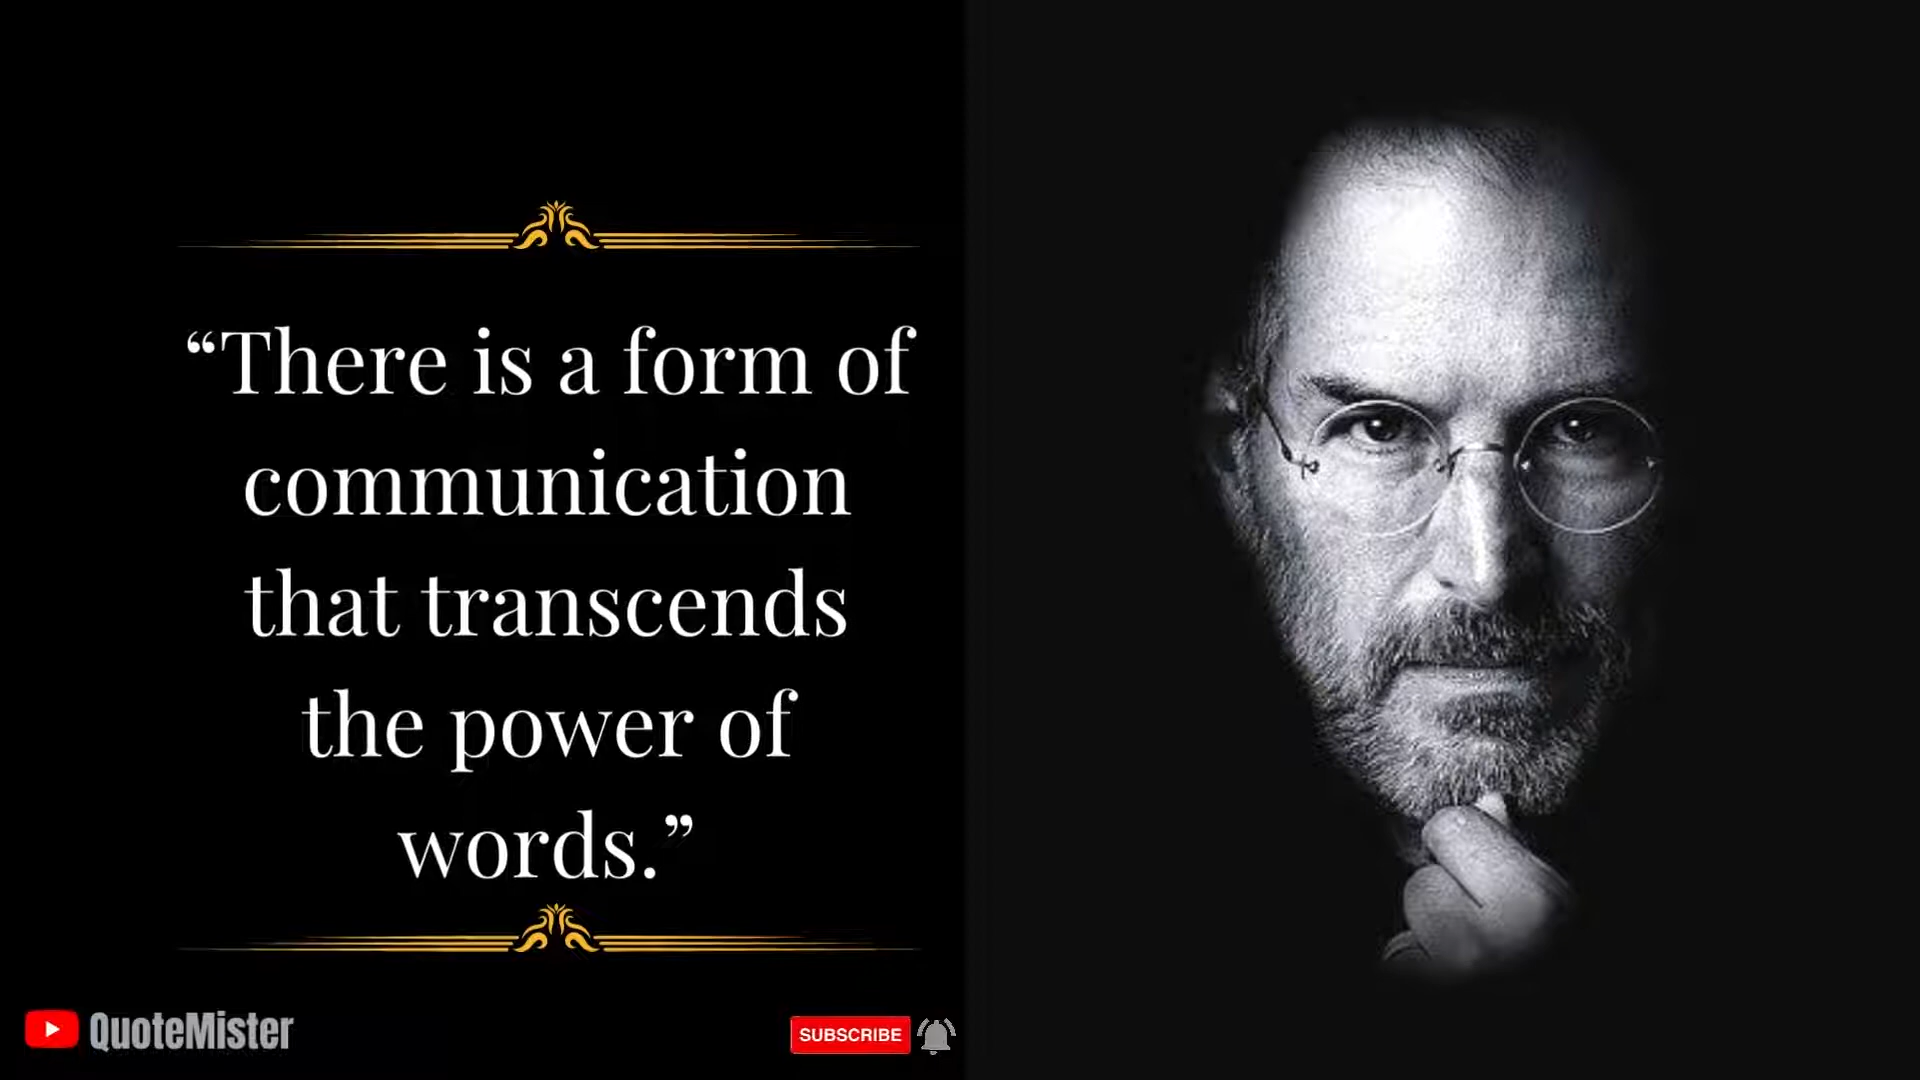 “There is a form of
communication
that transcends
the power of
words.”
QuoteMister
SUBSCRIBE